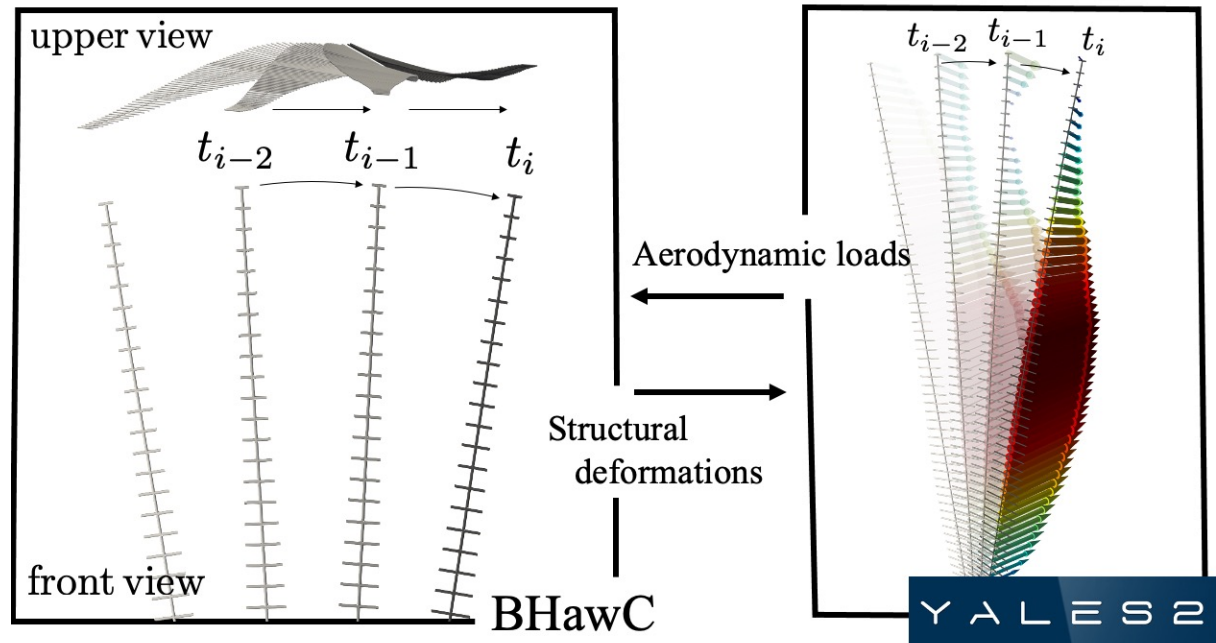 upper view
t_{i-2} t_{i-1} t_i
front view
BHawC
Aerodynamic loads
Structural
deformations
t_{i-2} t_{i-1} t_i
YALES2